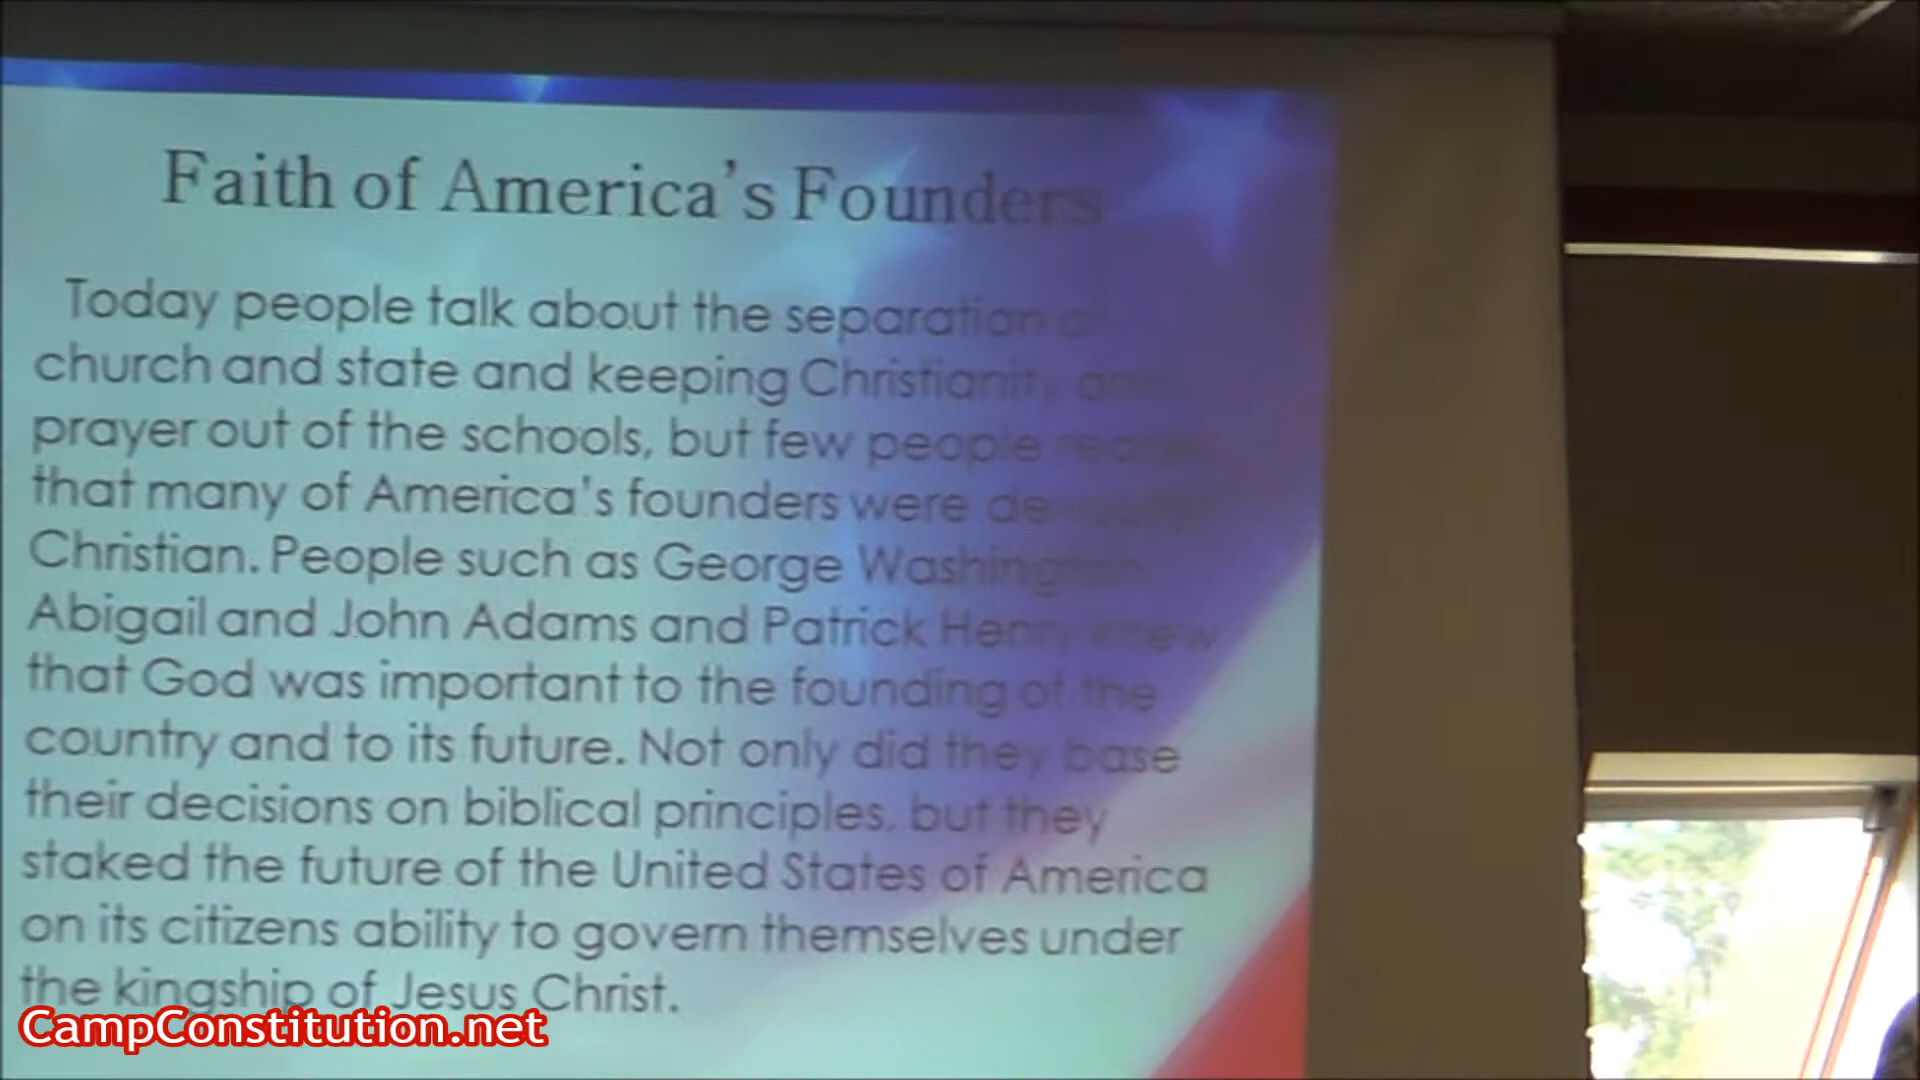 Faith of America's Founders
Today people talk about the separation
church and state and keeping Christianity and
prayer out of the schools, but few people
that many of America's founders were
Christian. People such as George Washington
Abigail and John Adams and Patrick Henry knew
that God was important to the founding of the
country and to its future. Not only did they base
their decisions on biblical principles. but they
staked the future of the United States of America
on its citizens ability to govern themselves under
the kingship of Jesus Christ.
CampConstitution.net